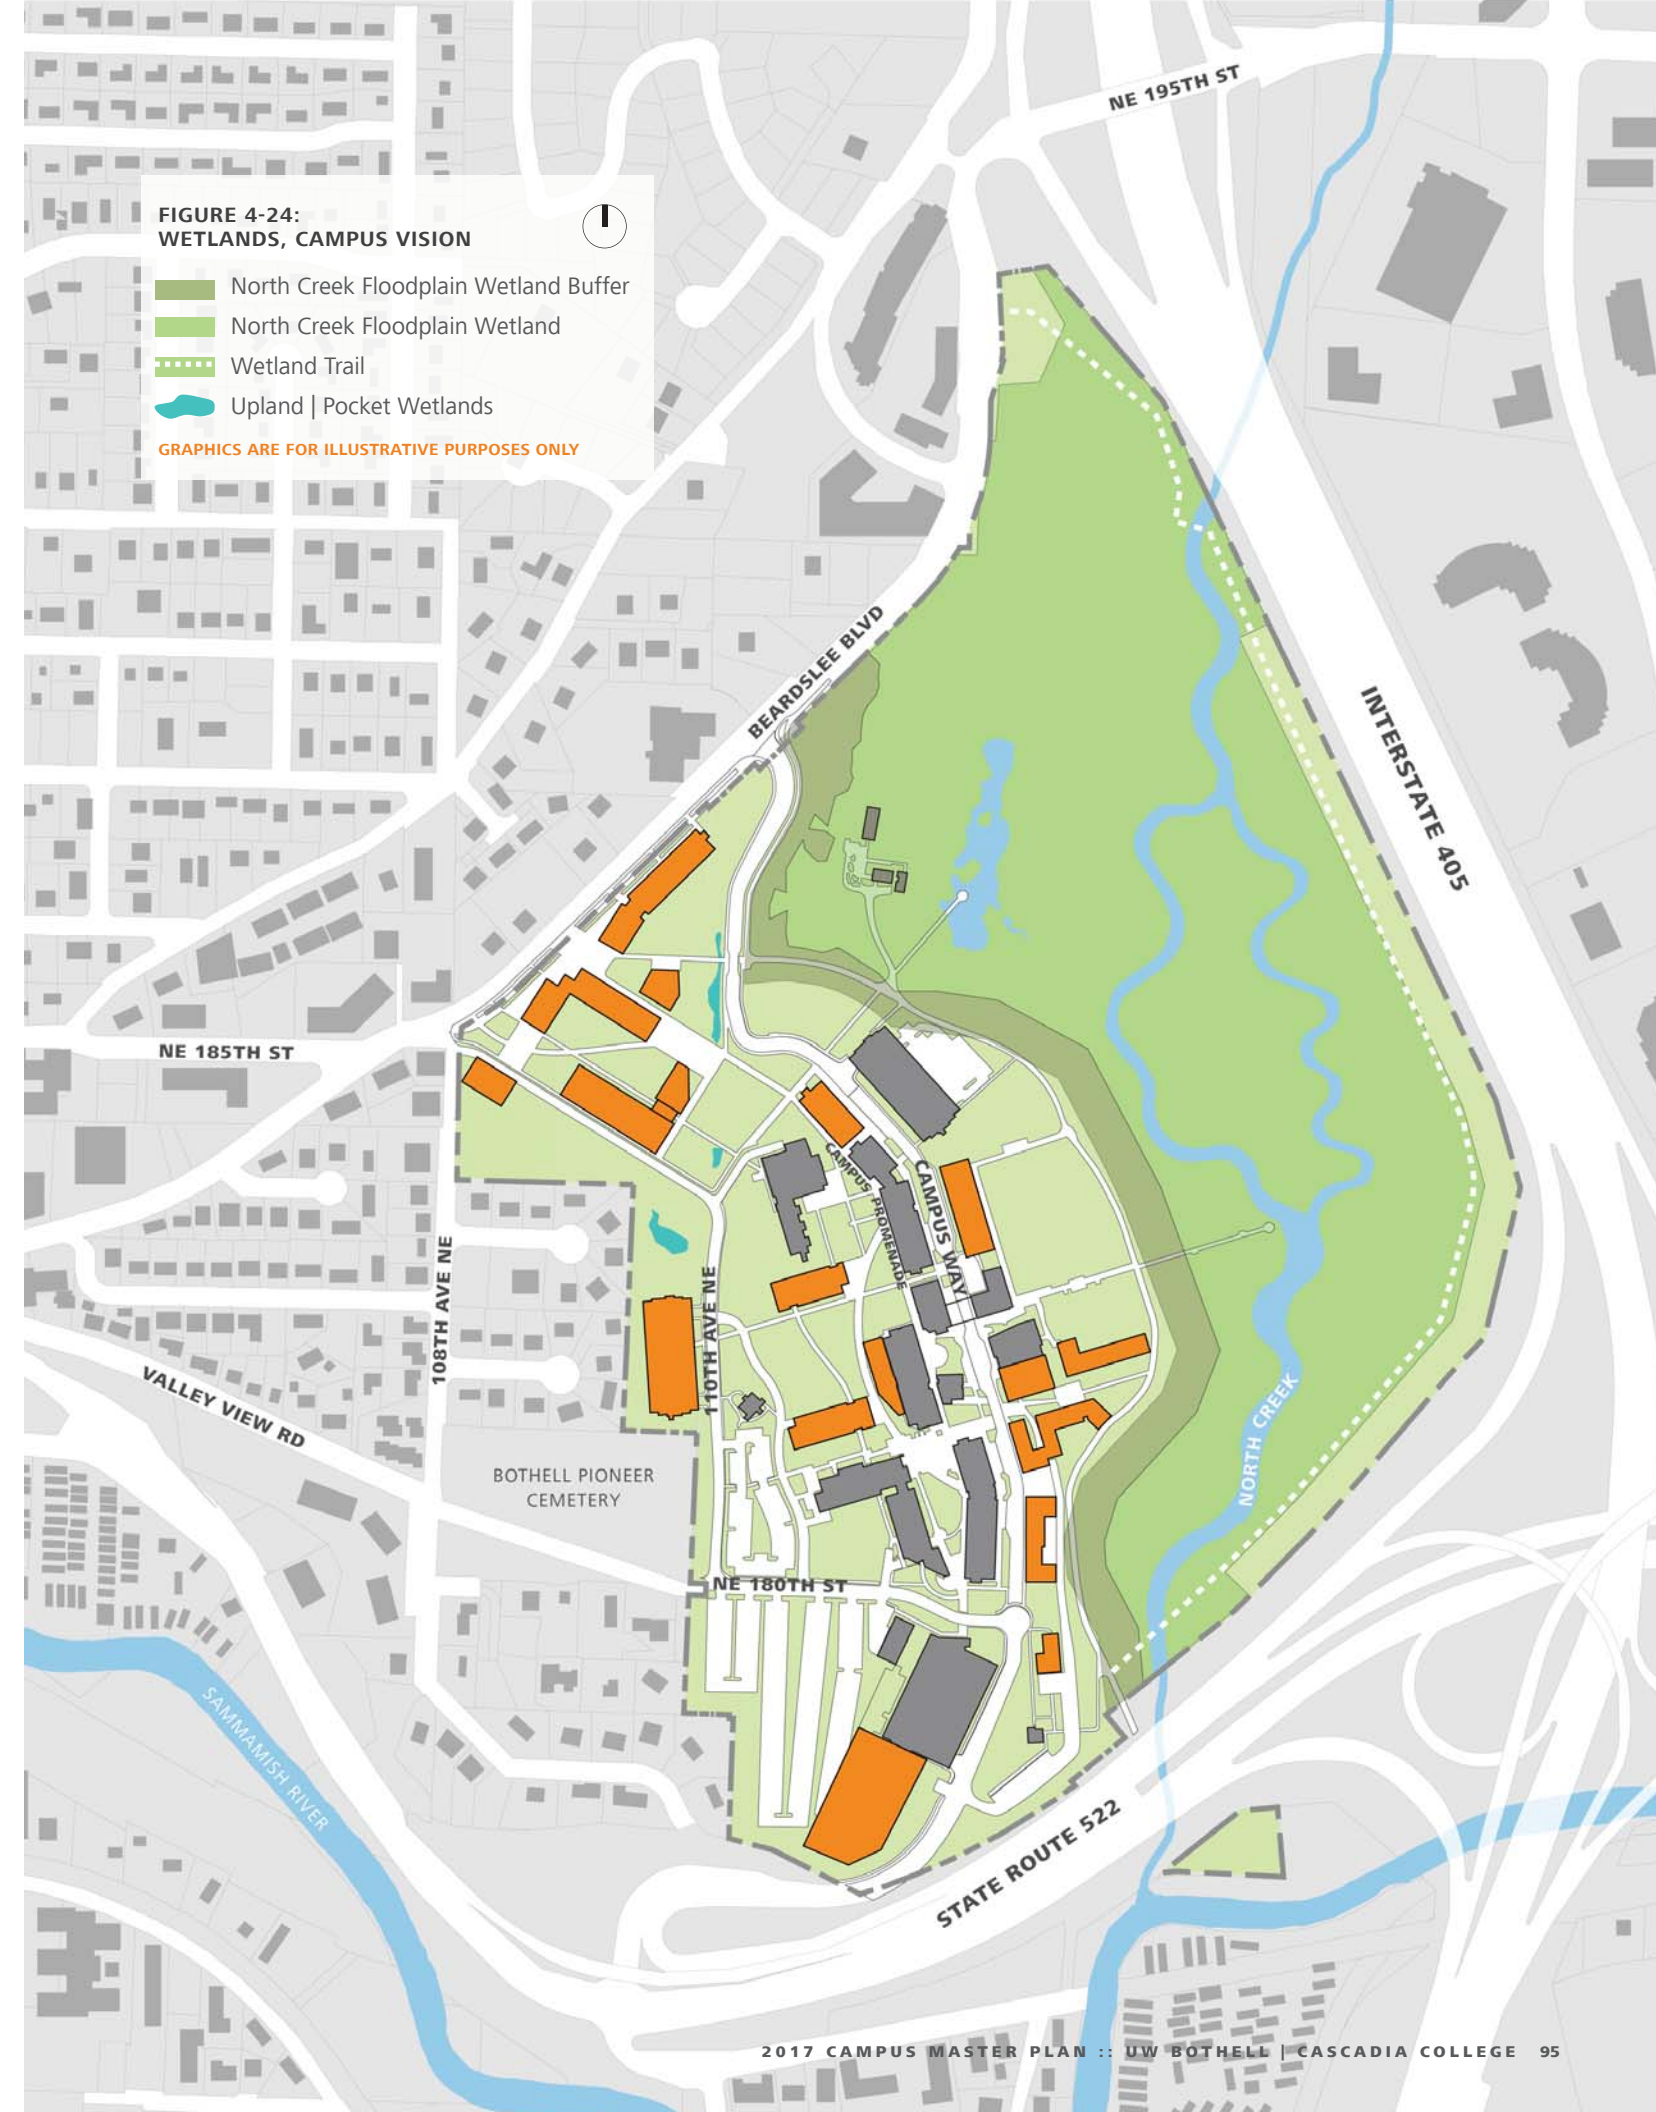 NE 195TH ST
FIGURE 4-24:
WETLANDS, CAMPUS VISION
North Creek Floodplain Wetland Buffer
North Creek Floodplain Wetland
Wetland Trail
Upland | Pocket Wetlands
GRAPHICS ARE FOR ILLUSTRATIVE PURPOSES ONLY
BEARDSLEE BLVD
INTERSTATE 405
NE 185TH ST
CAMPUS PROMENADE
CAMPUS WAY
108TH AVE NE
110TH AVE NE
VALLEY VIEW RD
NORTH CREEK
BOTHELL PIONEER
CEMETERY
NE 180TH ST
SAMMAMISH RIVER
STATE ROUTE 522
2017 CAMPUS MASTER PLAN :: UW BOTHELL | CASCADIA COLLEGE 95